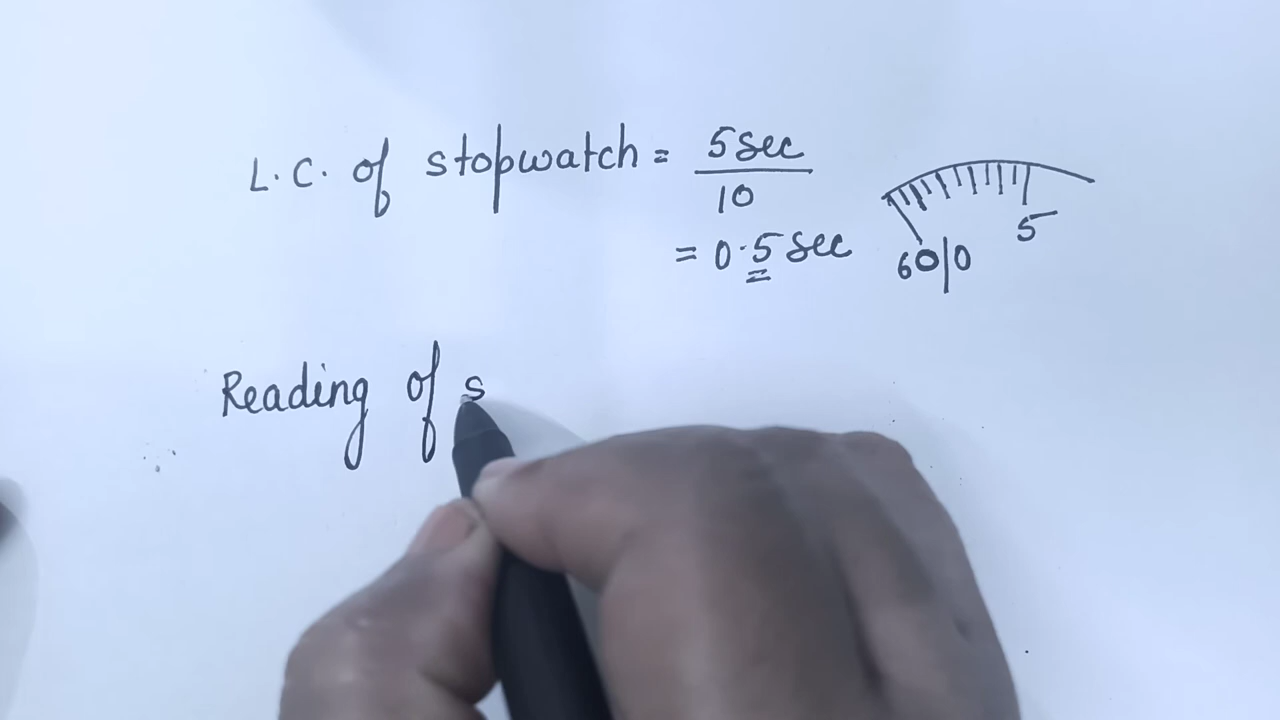 L.C. of stopwatch = 5 sec
10
= 0.5 sec
60|0
5
Reading of s